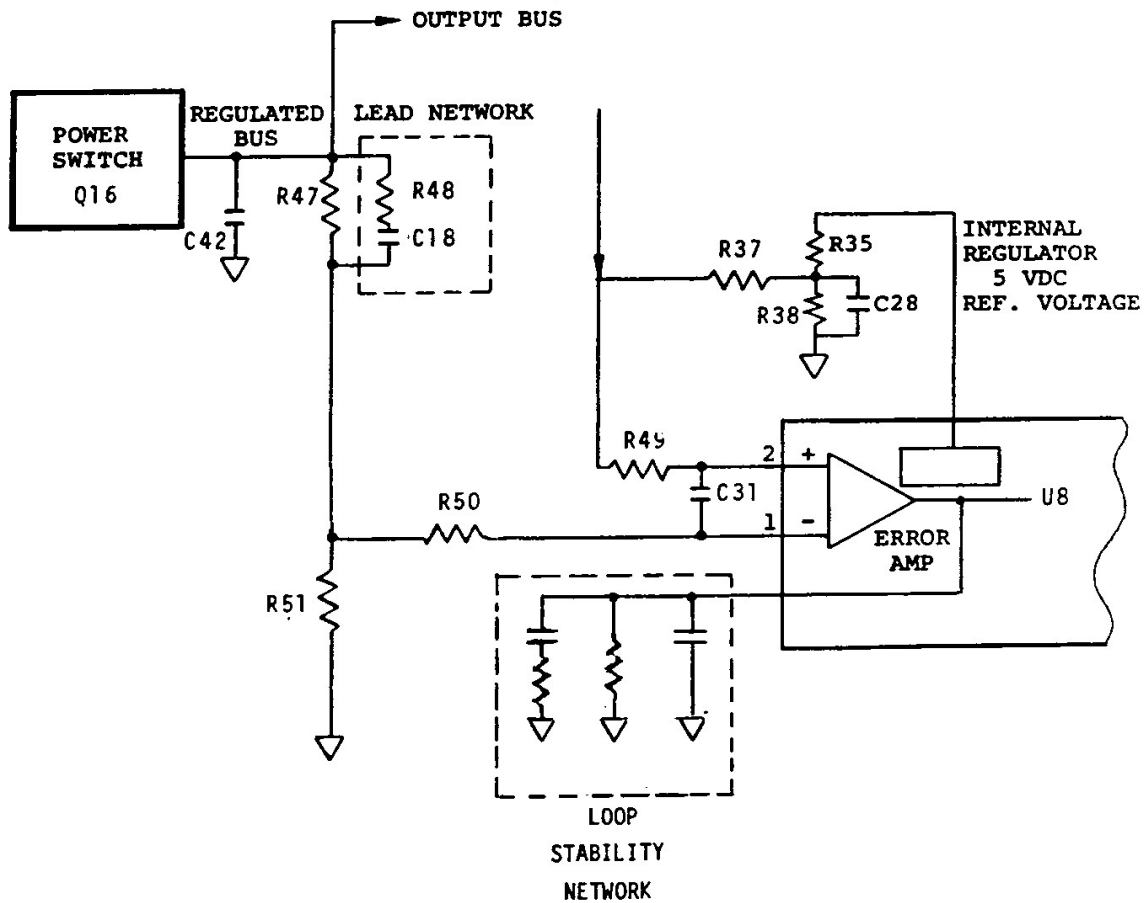 OUTPUT BUS
POWER
SWITCH
Q16
REGULATED
BUS
LEAD NETWORK
R47
R48
C18
C42
R37
R35
R38
C28
INTERNAL
REGULATOR
5 VDC
REF. VOLTAGE
R49
2 +
C31
R50
1 -
U8
ERROR
AMP
R51
LOOP
STABILITY
NETWORK